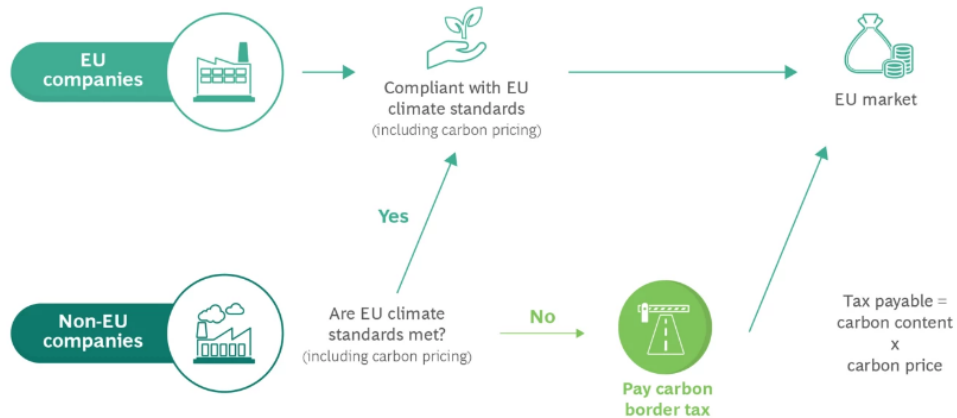 EU
companies
Compliant with EU
climate standards
(including carbon pricing)
EU market
Yes
Non-EU
companies
Are EU climate
standards met?
(including carbon pricing)
No
Pay carbon
border tax
Tax payable =
carbon content
x
carbon price